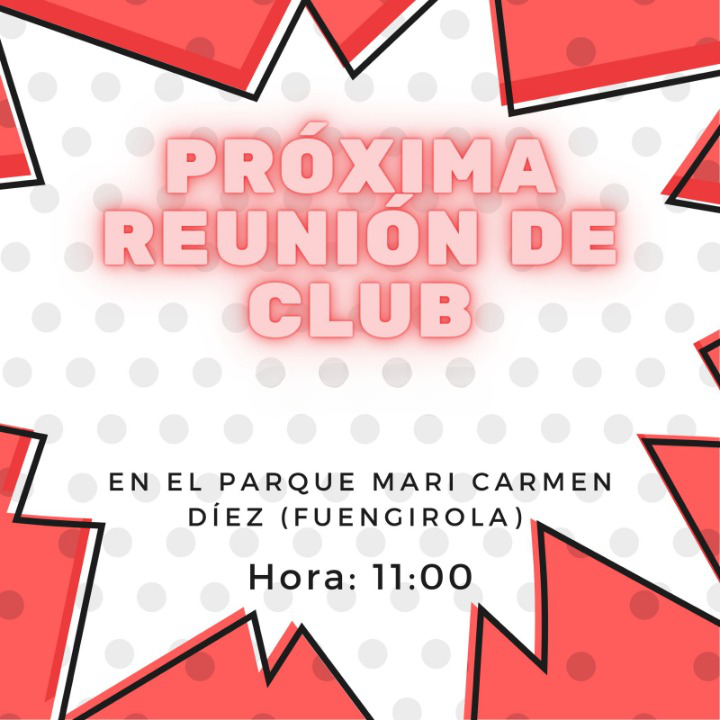 PRÓXIMA
REUNIÓN DE
CLUB
EN EL PARQUE MARI CARMEN
DÍEZ (FUENGIROLA)
Hora: 11:00